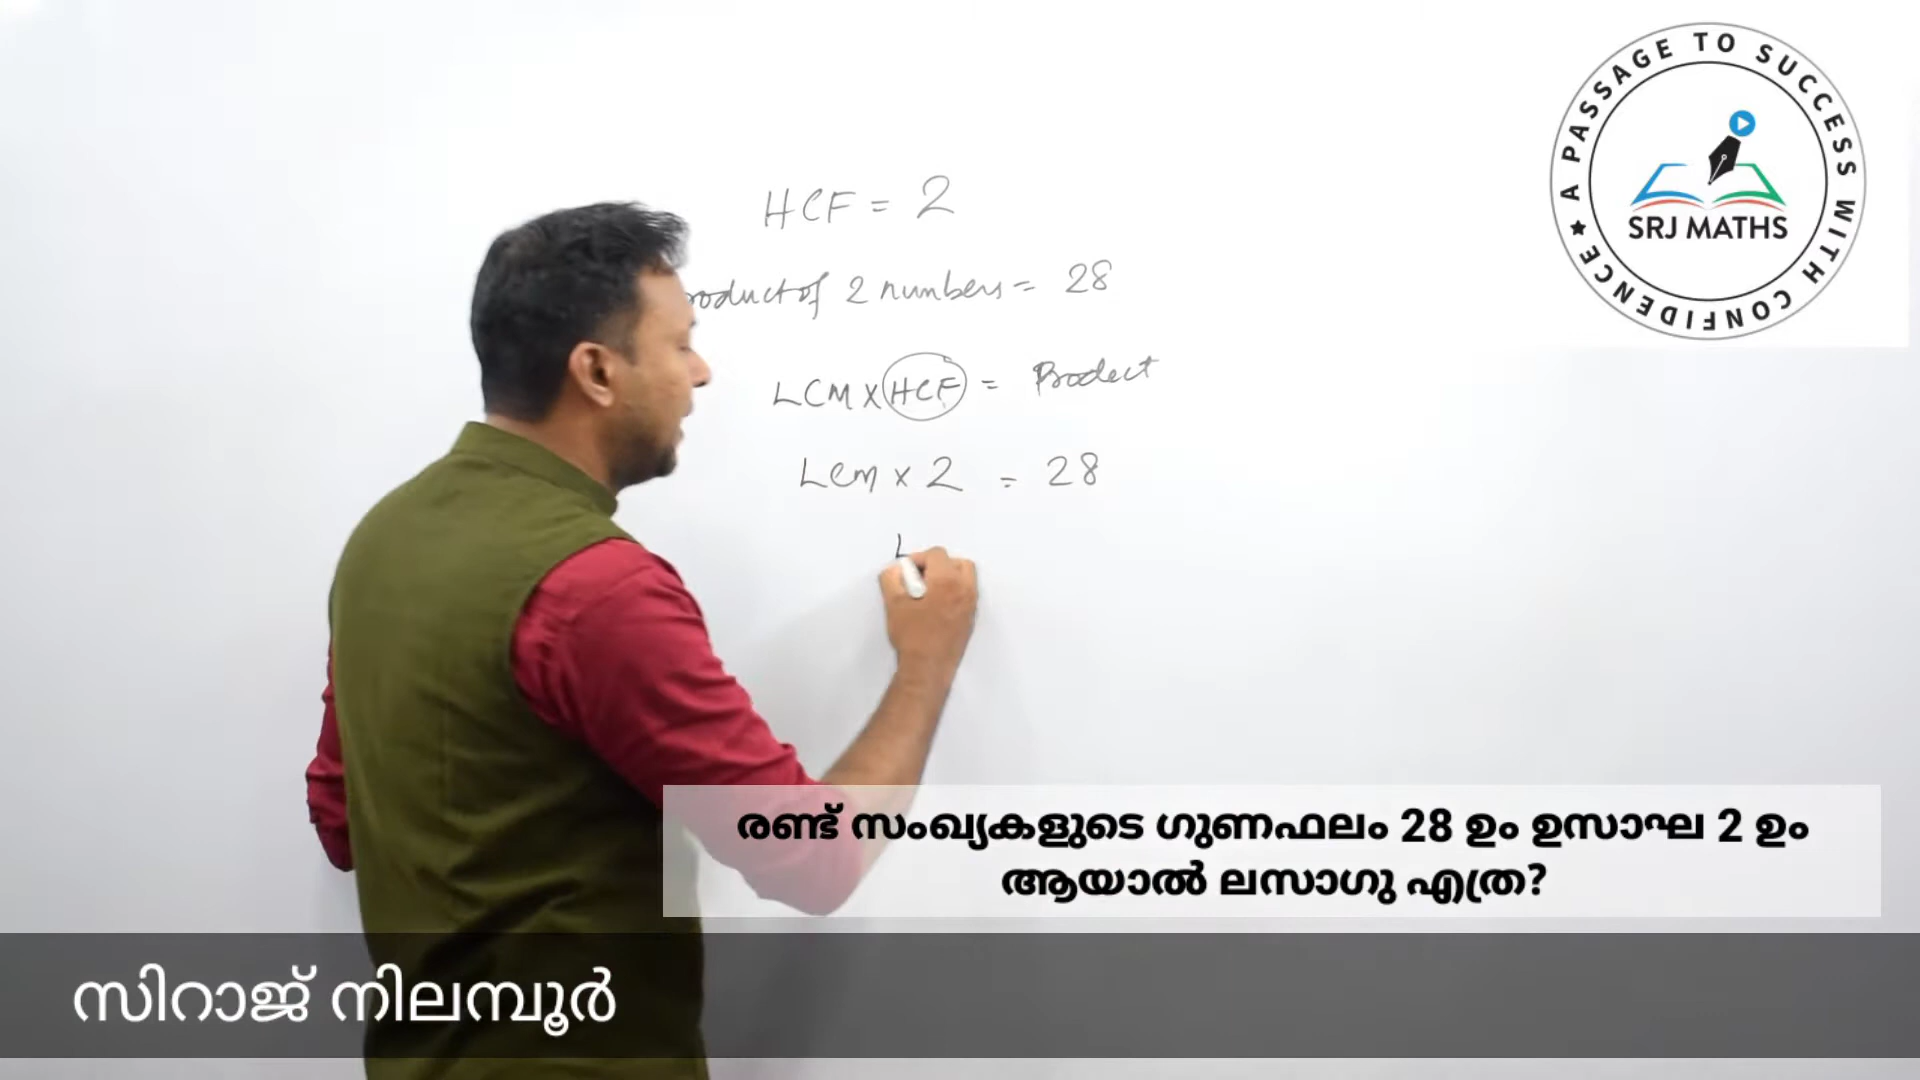 HCF = 2
product of 2 numbers = 28
LCM x HCF = Product
LCM x 2 = 28
L
A PASSAGE TO SUCCESS WITH CONFIDENCE
SRJ MATHS
രണ്ട് സംഖ്യകളുടെ ഗുണഫലം 28 ഉം ഉസാഘ 2 ഉം
ആയാൽ ലസാഗു എത്ര?
സിറാജ് നിലമ്പൂർ